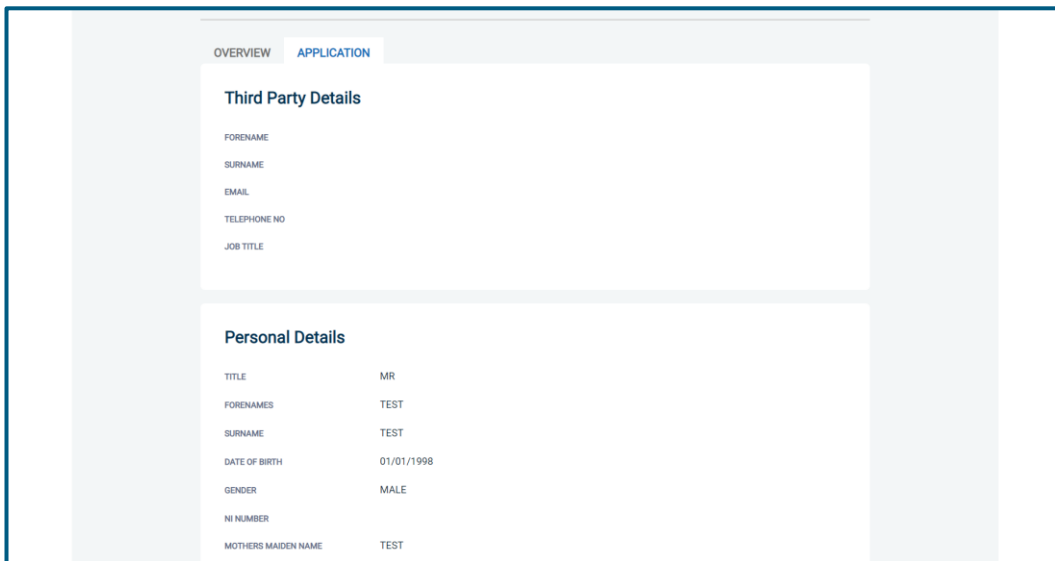 OVERVIEW APPLICATION
Third Party Details
FORENAME
SURNAME
EMAIL
TELEPHONE NO
JOB TITLE
Personal Details
TITLE MR
FORENAMES TEST
SURNAME TEST
DATE OF BIRTH 01/01/1998
GENDER MALE
NI NUMBER
MOTHERS MAIDEN NAME TEST